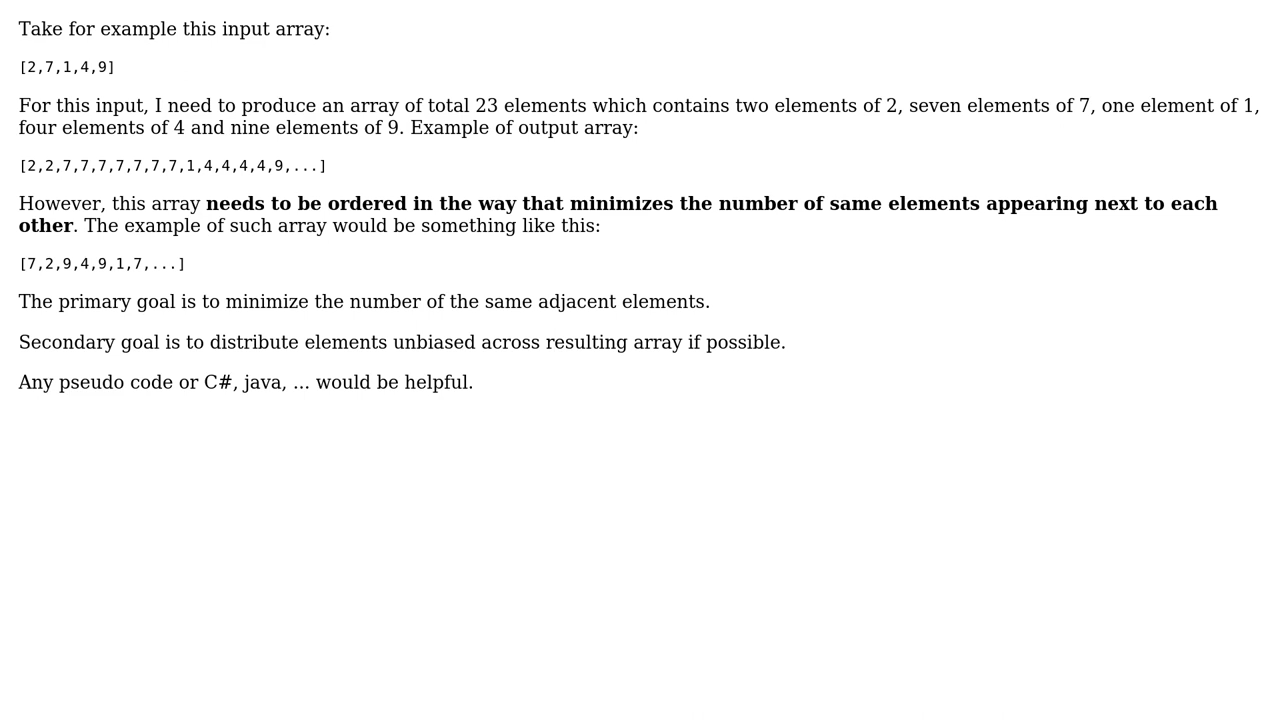 Take for example this input array:
[2,7,1,4,9]
For this input, I need to produce an array of total 23 elements which contains two elements of 2, seven elements of 7, one element of 1,
four elements of 4 and nine elements of 9. Example of output array:
[2,2,7,7,7,7,7,7,7,1,4,4,4,4,9,...]
However, this array needs to be ordered in the way that minimizes the number of same elements appearing next to each
other. The example of such array would be something like this:
[7,2,9,4,9,1,7,...]
The primary goal is to minimize the number of the same adjacent elements.
Secondary goal is to distribute elements unbiased across resulting array if possible.
Any pseudo code or C#, java, ... would be helpful.